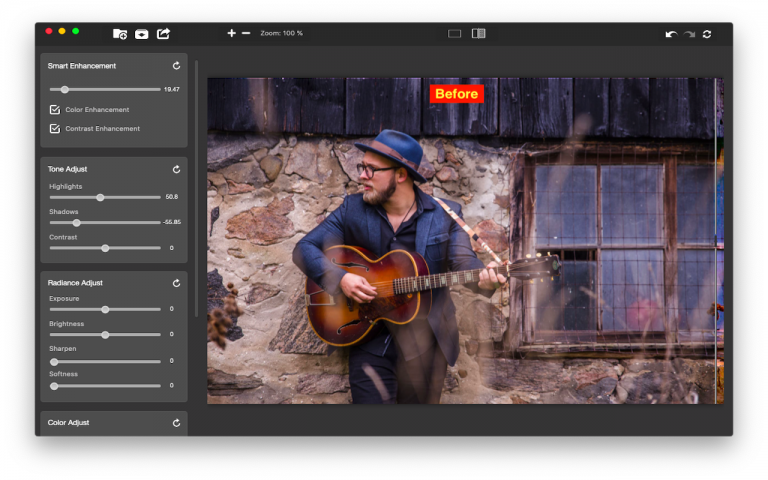 Zoom: 100 %
Smart Enhancement
19.47
Color Enhancement
Contrast Enhancement
Tone Adjust
Highlights
50.8
Shadows
-55.85
Contrast
0
Radiance Adjust
Exposure
0
Brightness
0
Sharpen
0
Softness
0
Color Adjust
Before